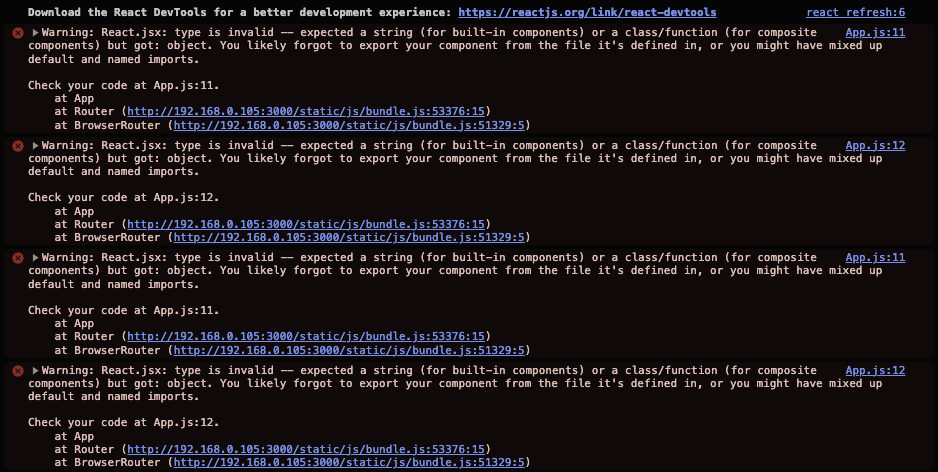 Download the React DevTools for a better development experience: https://reactjs.org/link/react-devtools react refresh:6
Warning: React.jsx: type is invalid -- expected a string (for built-in components) or a class/function (for composite App.js:11
components) but got: object. You likely forgot to export your component from the file it's defined in, or you might have mixed up
default and named imports.
Check your code at App.js:11.
at App
at Router (http://192.168.0.105:3000/static/js/bundle.js:53376:15)
at BrowserRouter (http://192.168.0.105:3000/static/js/bundle.js:51329:5)
Warning: React.jsx: type is invalid -- expected a string (for built-in components) or a class/function (for composite App.js:12
components) but got: object. You likely forgot to export your component from the file it's defined in, or you might have mixed up
default and named imports.
Check your code at App.js:12.
at App
at Router (http://192.168.0.105:3000/static/js/bundle.js:53376:15)
at BrowserRouter (http://192.168.0.105:3000/static/js/bundle.js:51329:5)
Warning: React.jsx: type is invalid -- expected a string (for built-in components) or a class/function (for composite App.js:11
components) but got: object. You likely forgot to export your component from the file it's defined in, or you might have mixed up
default and named imports.
Check your code at App.js:11.
at App
at Router (http://192.168.0.105:3000/static/js/bundle.js:53376:15)
at BrowserRouter (http://192.168.0.105:3000/static/js/bundle.js:51329:5)
Warning: React.jsx: type is invalid -- expected a string (for built-in components) or a class/function (for composite App.js:12
components) but got: object. You likely forgot to export your component from the file it's defined in, or you might have mixed up
default and named imports.
Check your code at App.js:12.
at App
at Router (http://192.168.0.105:3000/static/js/bundle.js:53376:15)
at BrowserRouter (http://192.168.0.105:3000/static/js/bundle.js:51329:5)